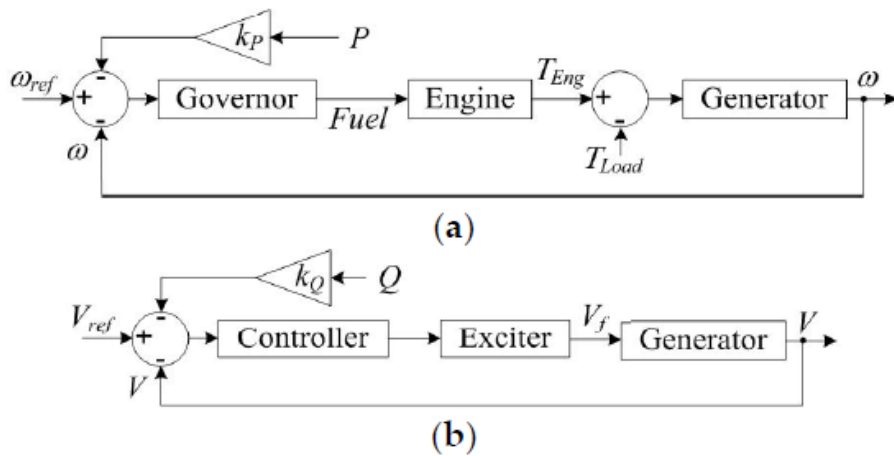 k_P P
ω_ref + - - Governor Fuel Engine T_Eng + - Generator ω
ω
T_Load
(a)
k_Q Q
V_ref + - - Controller Exciter V_f Generator V
V
(b)